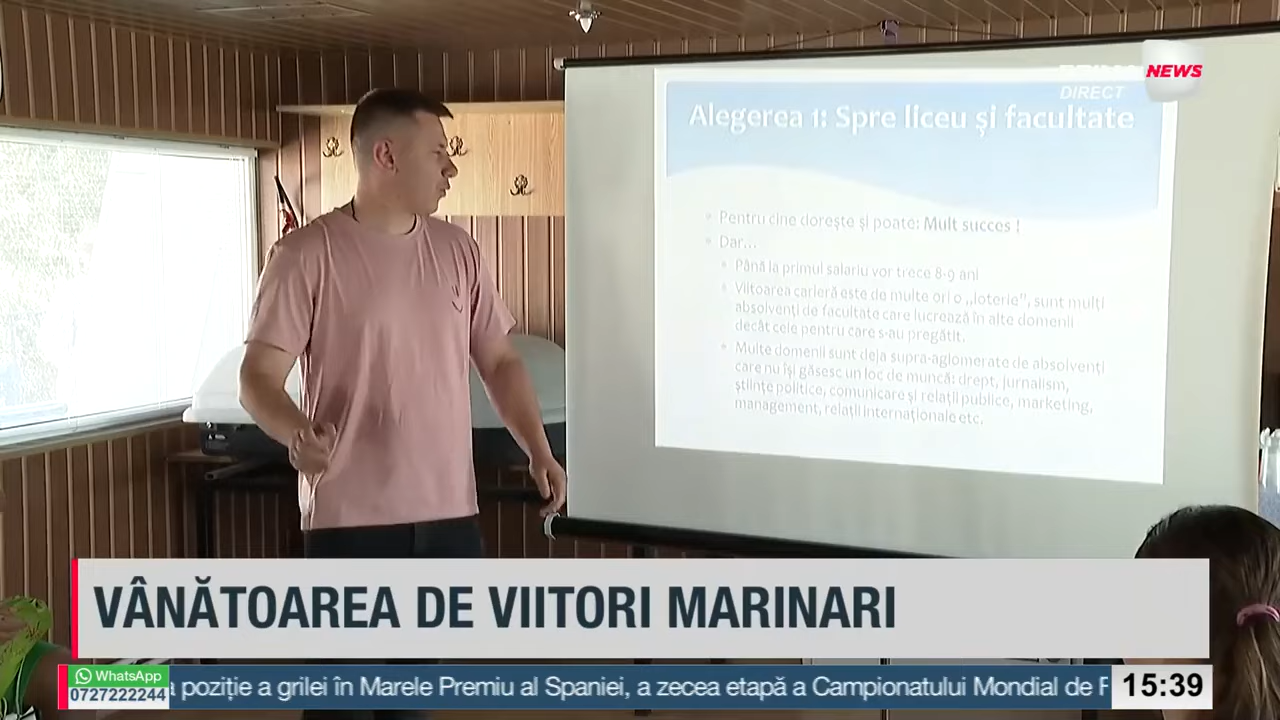 NEWS
DIRECT
Alegerea 1: Spre liceu și facultate
Pentru cine dorește și poate: Mult succes !
Dar...
Până la primul salariu vor trece 8-9 ani
Viitoarea carieră este de multe ori o „loterie”, sunt mulți
absolvenți de facultate care lucrează în alte domenii
decât cele pentru care s-au pregătit.
Multe domenii sunt deja supra-aglomerate de absolvenți
care nu își găsesc un loc de muncă: drept, jurnalism,
științe politice, comunicare și relații publice, marketing,
management, relații internaționale etc.
VÂNĂTOAREA DE VIITORI MARINARI
WhatsApp
0727222244
poziție a grilei în Marele Premiu al Spaniei, a zecea etapă a Campionatului Mondial de F
15:39